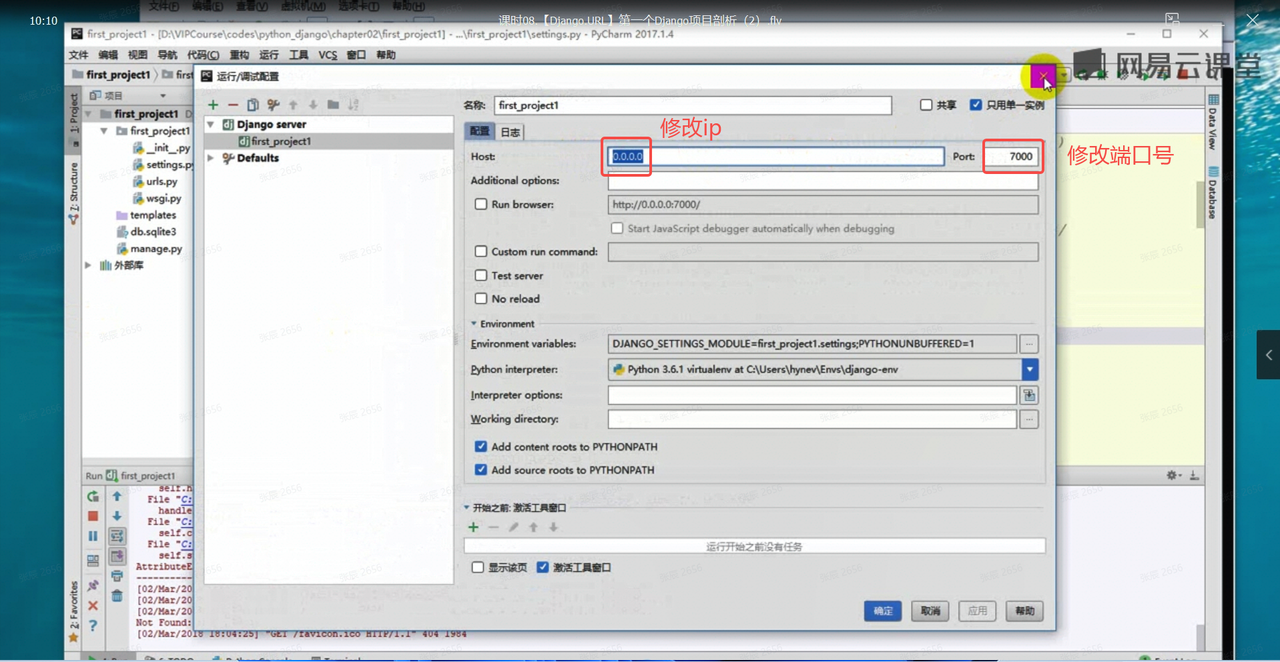 文件(F) 编辑(E) 查看(V) 虚拟机(M) 选项卡(T) 帮助(H)
10:10 课时08.【Django URL】第一个Django项目剖析（2）.flv
first_project1 - [D:\VIPCourse\codes\python_django\chapter02\first_project1] - ...\first_project1\settings.py - PyCharm 2017.1.4
文件 编辑 视图 导航 代码(C) 重构 运行 工具 VCS 窗口 帮助
网易云课堂
first_project1 first
运行/调试配置
1: Project
项目
first_project1
first_project1
__init__.py
settings.py
urls.py
wsgi.py
templates
db.sqlite3
manage.py
外部库
Z: Structure
2: Favorites
Data View
Database
Django server
first_project1
Defaults
名称: first_project1 共享 只用单一实例
配置 日志
修改ip
Host: 0.0.0.0 Port: 7000
修改端口号
Additional options:
Run browser: http://0.0.0.0:7000/
Start JavaScript debugger automatically when debugging
Custom run command:
Test server
No reload
Environment
Environment variables: DJANGO_SETTINGS_MODULE=first_project1.settings;PYTHONUNBUFFERED=1
Python interpreter: Python 3.6.1 virtualenv at C:\Users\hynev\Envs\django-env
Interpreter options:
Working directory:
Add content roots to PYTHONPATH
Add source roots to PYTHONPATH
开始之前: 激活工具窗口
运行开始之前没有任务
显示该页 激活工具窗口
确定 取消 应用 帮助
Run first_project1
self.h
File "C:
handle
File "C:
self.c
File "C:
self.s
AttributeE
[02/Mar/20
[02/Mar/20
[02/Mar/20
Not Found:
[02/Mar/2018 18:04:25] "GET /favicon.ico HTTP/1.1" 404 1984